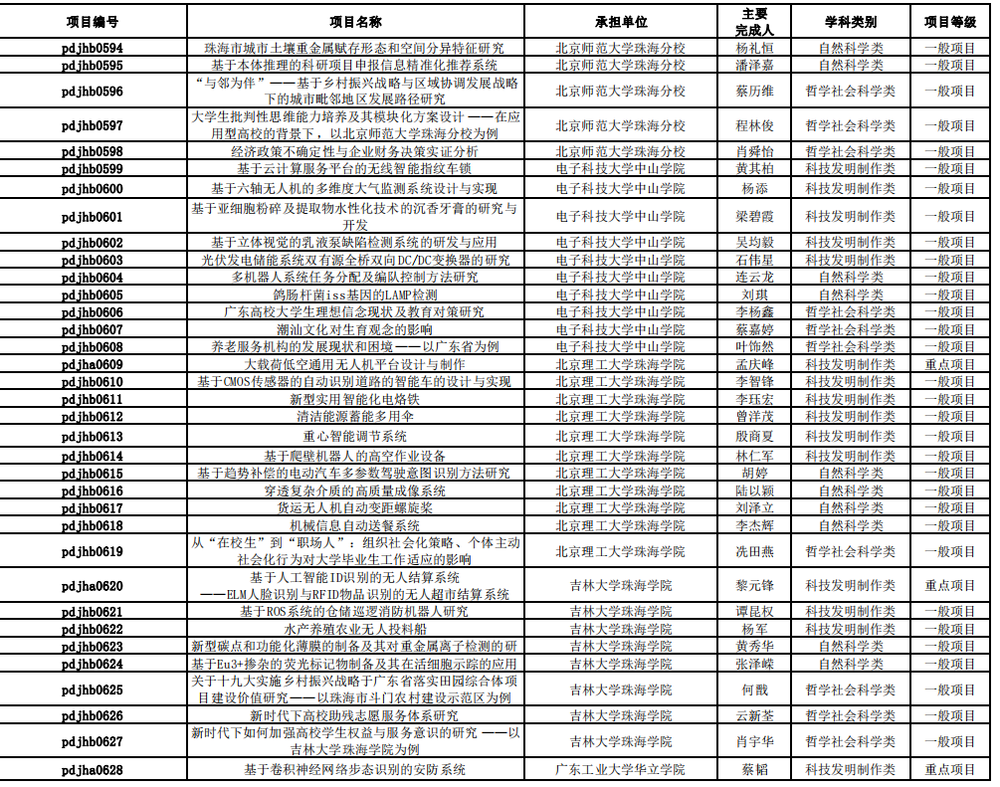 项目编号 项目名称 承担单位 主要完成人 学科类别 项目等级
pdjhb0594 珠海市城市土壤重金属赋存形态和空间分异特征研究 北京师范大学珠海分校 杨礼恒 自然科学类 一般项目
pdjhb0595 基于本体推理的科研项目申报信息精准化推荐系统 北京师范大学珠海分校 潘泽嘉 自然科学类 一般项目
pdjhb0596 “与邻为伴”——基于乡村振兴战略与区域协调发展战略下的城市毗邻地区发展路径研究 北京师范大学珠海分校 蔡历维 哲学社会科学类 一般项目
pdjhb0597 大学生批判性思维能力培养及其模块化方案设计——在应用型高校的背景下，以北京师范大学珠海分校为例 北京师范大学珠海分校 程林俊 哲学社会科学类 一般项目
pdjhb0598 经济政策不确定性与企业财务决策实证分析 北京师范大学珠海分校 肖舜怡 哲学社会科学类 一般项目
pdjhb0599 基于云计算服务平台的无线智能指纹车锁 电子科技大学中山学院 黄其柏 科技发明制作类 一般项目
pdjhb0600 基于六轴无人机的多维度大气监测系统设计与实现 电子科技大学中山学院 杨添 科技发明制作类 一般项目
pdjhb0601 基于亚细胞粉碎及提取物水性化技术的沉香牙膏的研究与开发 电子科技大学中山学院 梁碧霞 科技发明制作类 一般项目
pdjhb0602 基于立体视觉的乳液泵缺陷检测系统的研发与应用 电子科技大学中山学院 吴均毅 科技发明制作类 一般项目
pdjhb0603 光伏发电储能系统双有源全桥双向DC/DC变换器的研究 电子科技大学中山学院 石伟星 科技发明制作类 一般项目
pdjhb0604 多机器人系统任务分配及编队控制方法研究 电子科技大学中山学院 连云龙 自然科学类 一般项目
pdjhb0605 鸽肠杆菌iss基因的LAMP检测 电子科技大学中山学院 刘琪 自然科学类 一般项目
pdjhb0606 广东高校大学生理想信念现状及教育对策研究 电子科技大学中山学院 李杨鑫 哲学社会科学类 一般项目
pdjhb0607 潮汕文化对生育观念的影响 电子科技大学中山学院 蔡嘉婷 哲学社会科学类 一般项目
pdjhb0608 养老服务机构的发展现状和困境——以广东省为例 电子科技大学中山学院 叶饰然 哲学社会科学类 一般项目
pdjha0609 大载荷低空通用无人机平台设计与制作 北京理工大学珠海学院 孟庆峰 科技发明制作类 重点项目
pdjhb0610 基于CMOS传感器的自动识别道路的智能车的设计与实现 北京理工大学珠海学院 李智锋 科技发明制作类 一般项目
pdjhb0611 新型实用智能化电烙铁 北京理工大学珠海学院 李珏宏 科技发明制作类 一般项目
pdjhb0612 清洁能源蓄能多用伞 北京理工大学珠海学院 曾洋茂 科技发明制作类 一般项目
pdjhb0613 重心智能调节系统 北京理工大学珠海学院 殷商夏 科技发明制作类 一般项目
pdjhb0614 基于爬壁机器人的高空作业设备 北京理工大学珠海学院 林仁军 科技发明制作类 一般项目
pdjhb0615 基于趋势补偿的电动汽车多参数驾驶意图识别方法研究 北京理工大学珠海学院 胡婷 自然科学类 一般项目
pdjhb0616 穿透复杂介质的高质量成像系统 北京理工大学珠海学院 陆以颖 自然科学类 一般项目
pdjhb0617 货运无人机自动变距螺旋桨 北京理工大学珠海学院 刘泽立 自然科学类 一般项目
pdjhb0618 机械信息自动送餐系统 北京理工大学珠海学院 李杰辉 自然科学类 一般项目
pdjhb0619 从“在校生”到“职场人”：组织社会化策略、个体主动社会化行为对大学毕业生工作适应的影响 北京理工大学珠海学院 冼田燕 哲学社会科学类 一般项目
pdjha0620 基于人工智能ID识别的无人结算系统——ELM人脸识别与RFID物品识别的无人超市结算系统 吉林大学珠海学院 黎元锋 科技发明制作类 重点项目
pdjhb0621 基于ROS系统的仓储巡逻消防机器人研究 吉林大学珠海学院 谭昆权 科技发明制作类 一般项目
pdjhb0622 水产养殖农业无人投料船 吉林大学珠海学院 杨军 科技发明制作类 一般项目
pdjhb0623 新型碳点和功能化薄膜的制备及其对重金属离子检测的研 吉林大学珠海学院 黄秀华 自然科学类 一般项目
pdjhb0624 基于Eu3+掺杂的荧光标记物制备及其在活细胞示踪的应用 吉林大学珠海学院 张泽嵘 自然科学类 一般项目
pdjhb0625 关于十九大实施乡村振兴战略于广东省落实田园综合体项目建设价值研究——以珠海市斗门农村建设示范区为例 吉林大学珠海学院 何戬 哲学社会科学类 一般项目
pdjhb0626 新时代下高校助残志愿服务体系研究 吉林大学珠海学院 云新荃 哲学社会科学类 一般项目
pdjhb0627 新时代下如何加强高校学生权益与服务意识的研究——以吉林大学珠海学院为例 吉林大学珠海学院 肖宇华 哲学社会科学类 一般项目
pdjha0628 基于卷积神经网络步态识别的安防系统 广东工业大学华立学院 蔡韬 科技发明制作类 重点项目